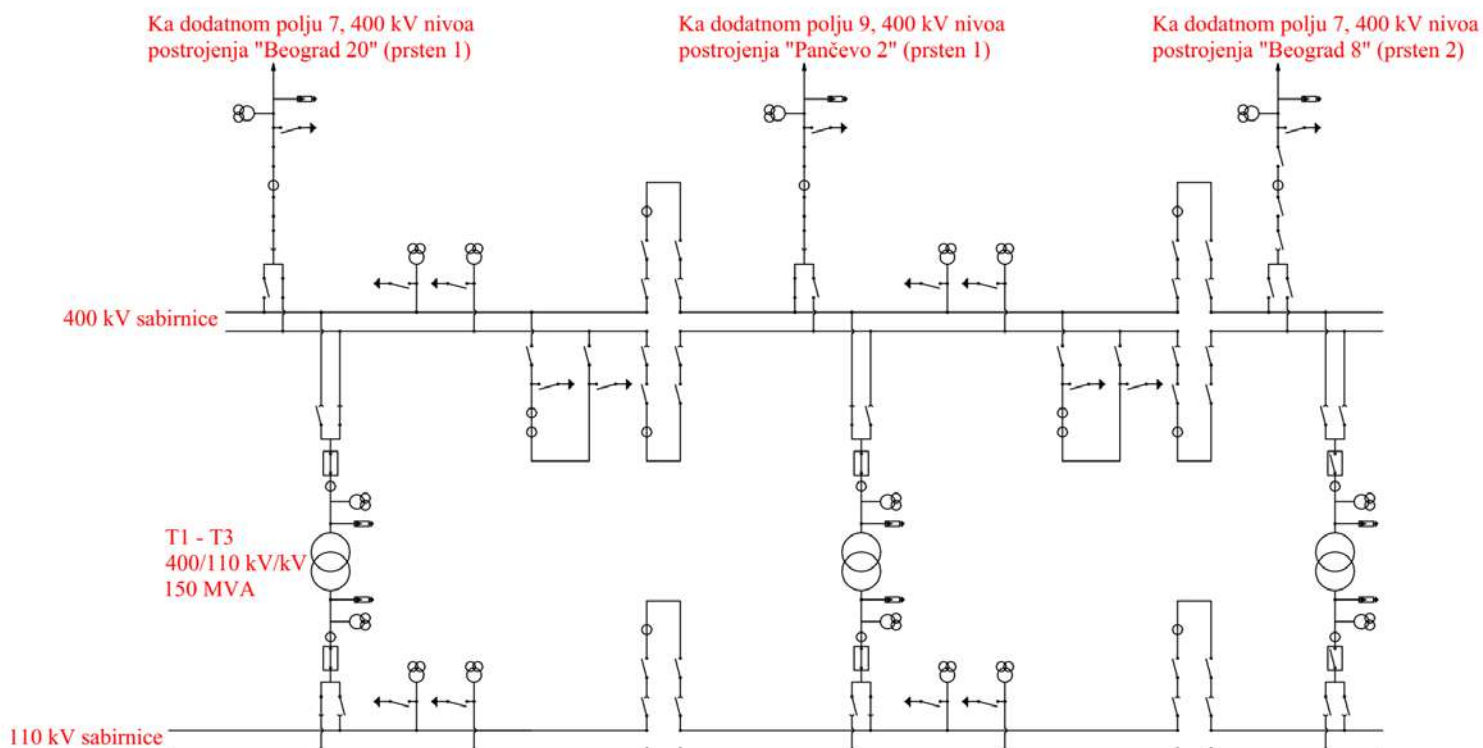 Ka dodatnom polju 7, 400 kV nivoa
postrojenja "Beograd 20" (prsten 1)
Ka dodatnom polju 9, 400 kV nivoa
postrojenja "Pančevo 2" (prsten 1)
Ka dodatnom polju 7, 400 kV nivoa
postrojenja "Beograd 8" (prsten 2)
400 kV sabirnice
T1 - T3
400/110 kV/kV
150 MVA
110 kV sabirnice